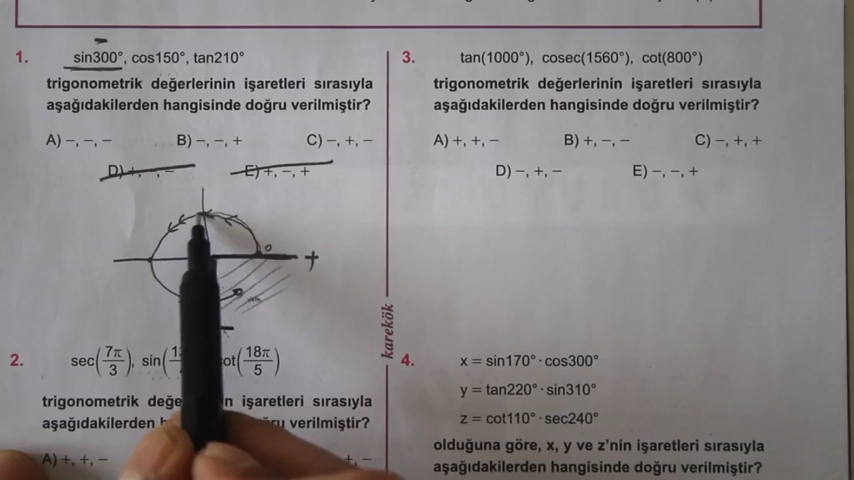 1. sin300°, cos150°, tan210°
trigonometrik değerlerinin işaretleri sırasıyla
aşağıdakilerden hangisinde doğru verilmiştir?
A) –, –, – B) –, –, + C) –, +, –
D) +, –, – E) +, –, +
o
+
–
2. sec(7π/3), sin( cot(18π/5)
trigonometrik değerlerinin işaretleri sırasıyla
aşağıdakilerden verilmiştir?
A) +, +, – +, –
karekök
3. tan(1000°), cosec(1560°), cot(800°)
trigonometrik değerlerinin işaretleri sırasıyla
aşağıdakilerden hangisinde doğru verilmiştir?
A) +, +, – B) +, –, – C) –, +, +
D) –, +, – E) –, –, +
4. x = sin170° · cos300°
y = tan220° · sin310°
z = cot110° · sec240°
olduğuna göre, x, y ve z'nin işaretleri sırasıyla
aşağıdakilerden hangisinde doğru verilmiştir?